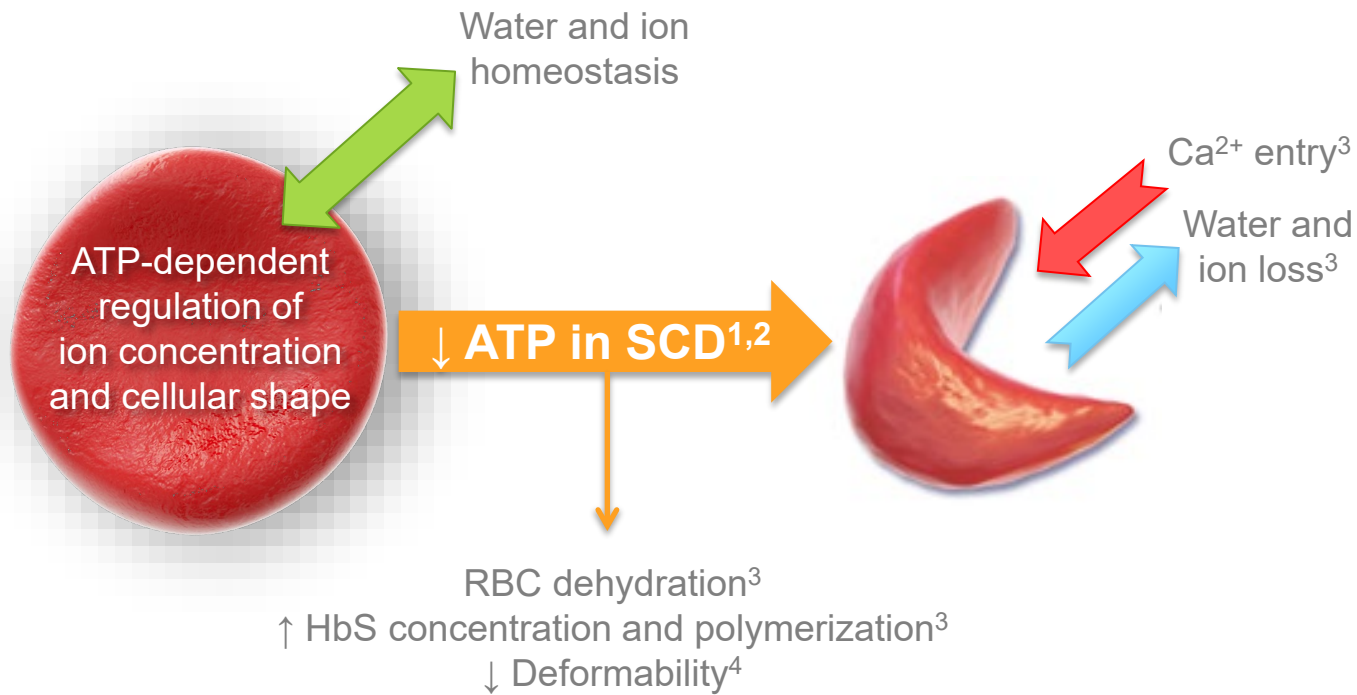 Water and ion
homeostasis
Ca²⁺ entry³
Water and
ion loss³
ATP-dependent
regulation of
ion concentration
and cellular shape
↓ ATP in SCD¹,²
RBC dehydration³
↑ HbS concentration and polymerization³
↓ Deformability⁴